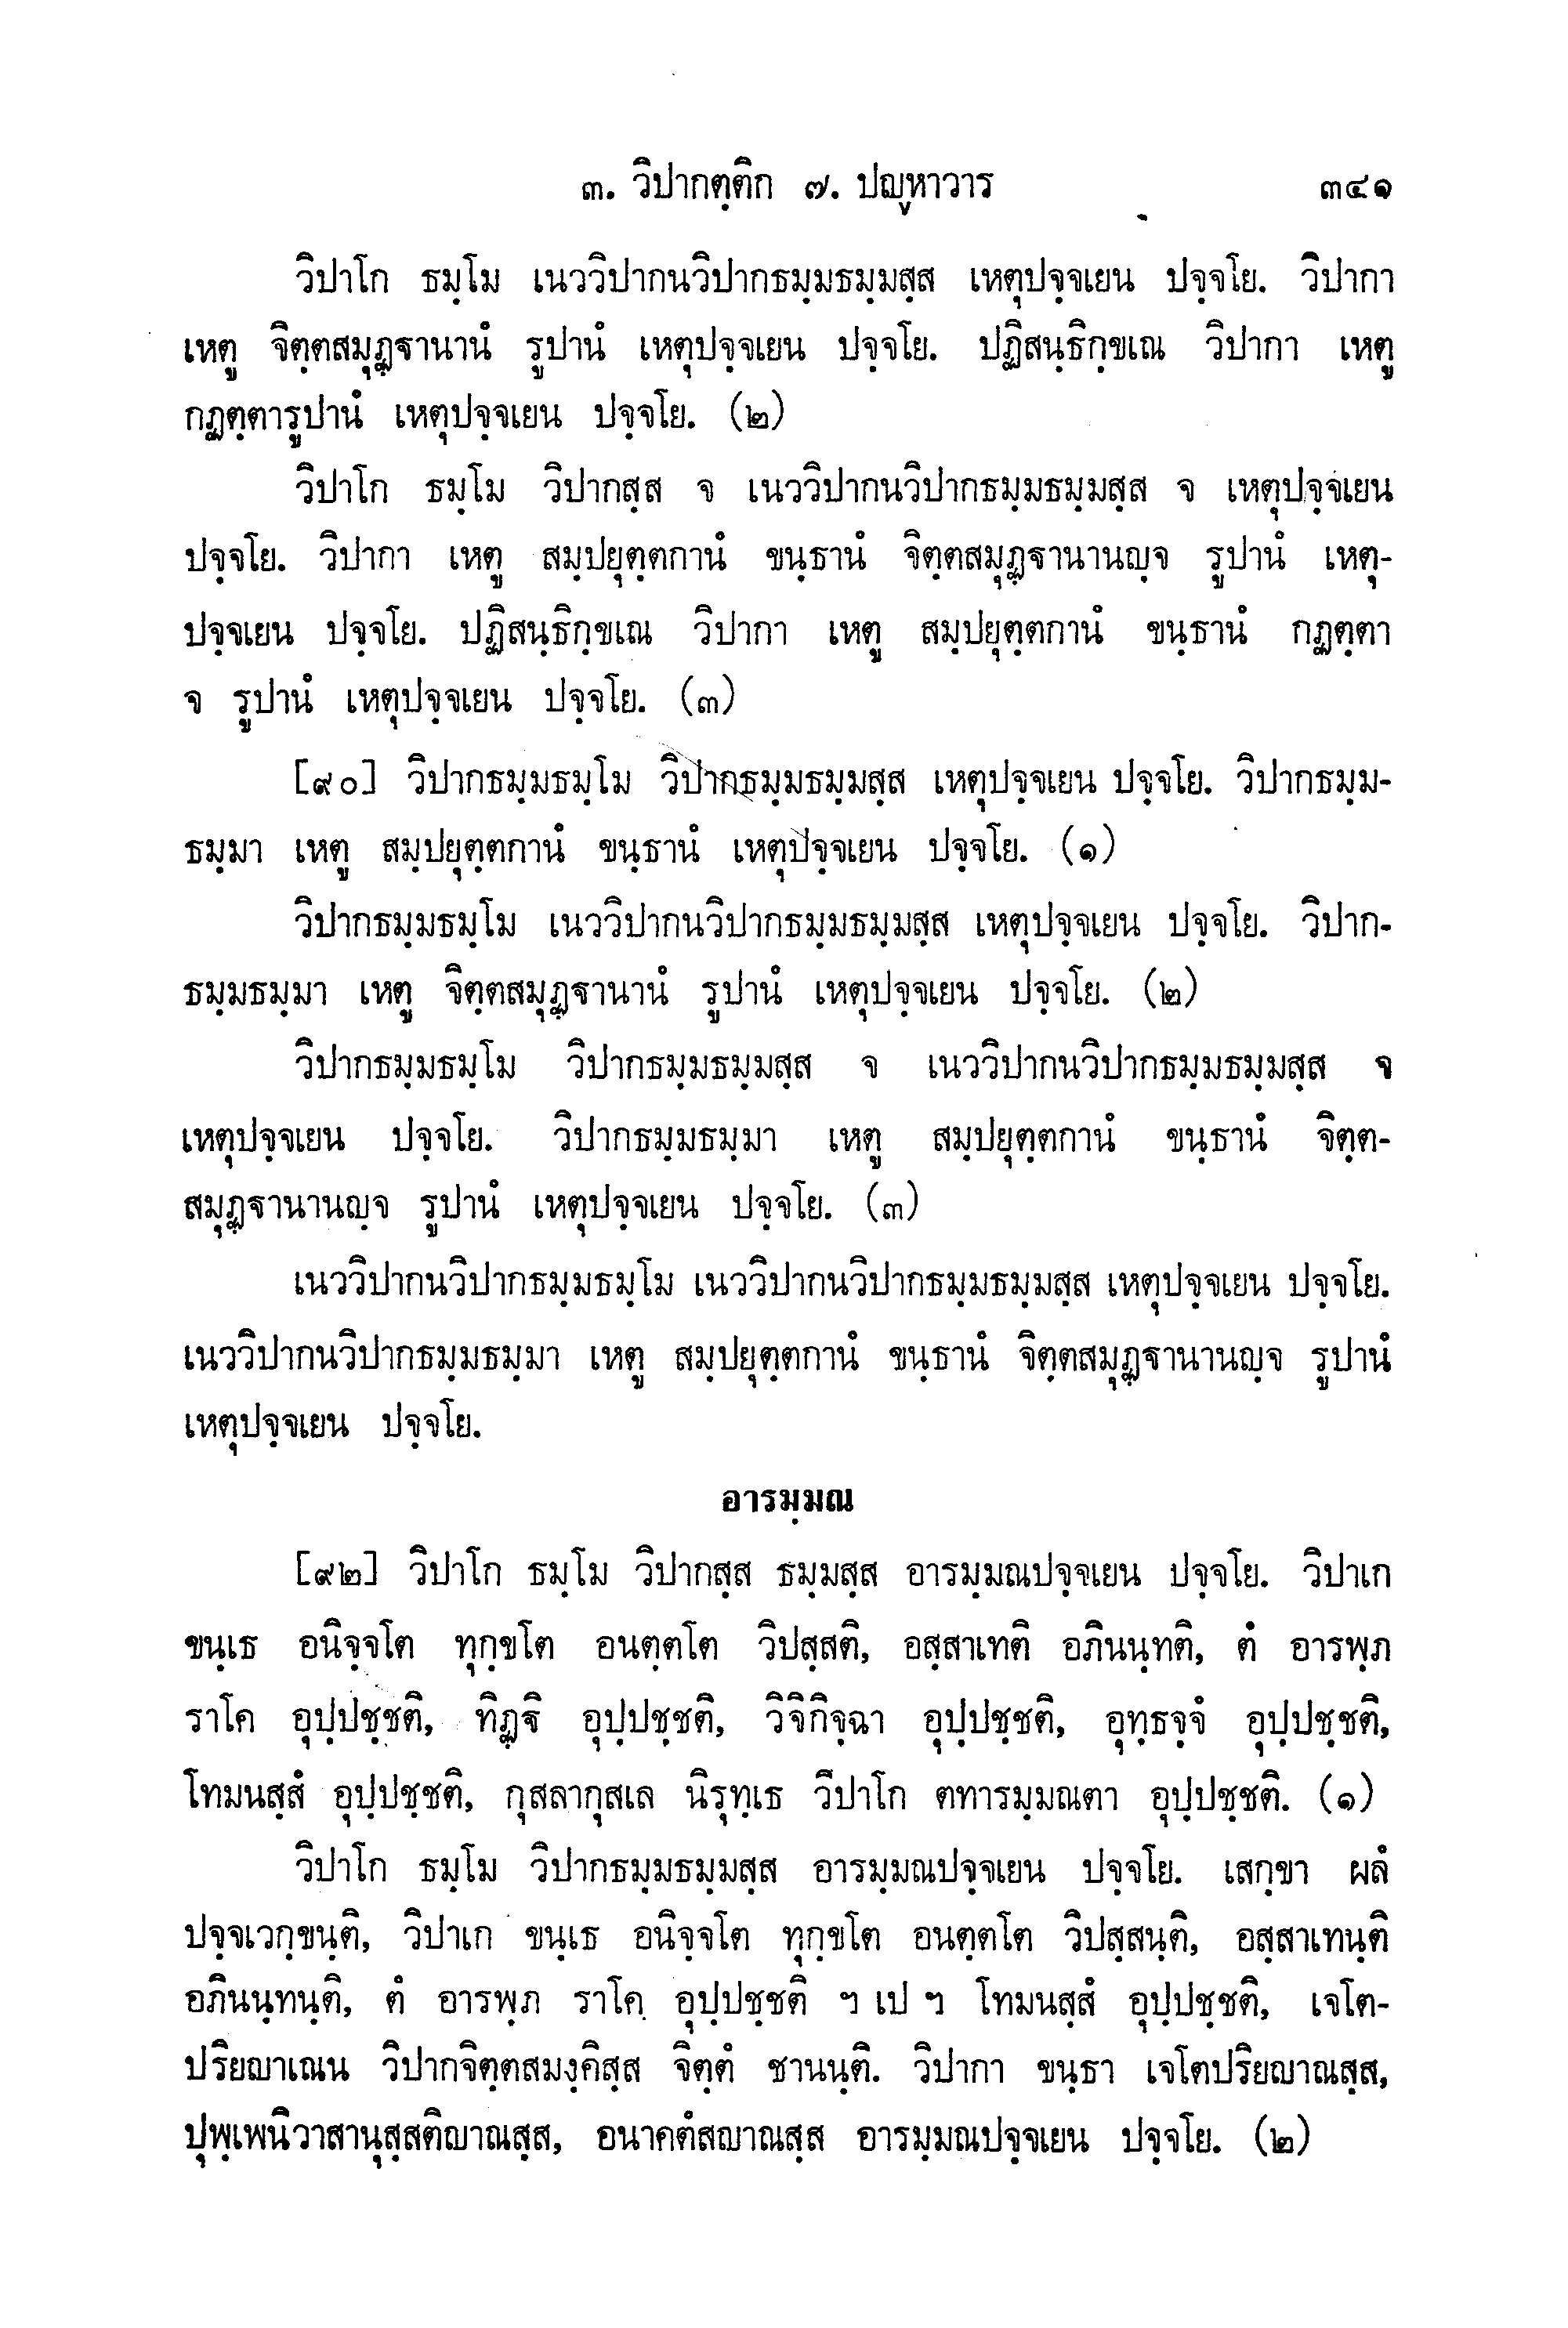 ๓. วิปากตฺติก ๗. ปญฺหาวาร ๓๔๑
วิปาโก ธมฺโม เนววิปากนวิปากธมฺมธมฺมสฺส เหตุปจฺจเยน ปจฺจโย. วิปากา
เหตู จิตฺตสมุฏฺฐานานํ รูปานํ เหตุปจฺจเยน ปจฺจโย. ปฏิสนฺธิกฺขเณ วิปากา เหตู
กฏตฺตารูปานํ เหตุปจฺจเยน ปจฺจโย. (๒)
วิปาโก ธมฺโม วิปากสฺส จ เนววิปากนวิปากธมฺมธมฺมสฺส จ เหตุปจฺจเยน
ปจฺจโย. วิปากา เหตู สมฺปยุตฺตกานํ ขนฺธานํ จิตฺตสมุฏฺฐานานญฺจ รูปานํ เหตุ-
ปจฺจเยน ปจฺจโย. ปฏิสนฺธิกฺขเณ วิปากา เหตู สมฺปยุตฺตกานํ ขนฺธานํ กฏตฺตา
จ รูปานํ เหตุปจฺจเยน ปจฺจโย. (๓)
[๙๐] วิปากธมฺมธมฺโม วิปากธมฺมธมฺมสฺส เหตุปจฺจเยน ปจฺจโย. วิปากธมฺม-
ธมฺมา เหตู สมฺปยุตฺตกานํ ขนฺธานํ เหตุปจฺจเยน ปจฺจโย. (๑)
วิปากธมฺมธมฺโม เนววิปากนวิปากธมฺมธมฺมสฺส เหตุปจฺจเยน ปจฺจโย. วิปาก-
ธมฺมธมฺมา เหตู จิตฺตสมุฏฺฐานานํ รูปานํ เหตุปจฺจเยน ปจฺจโย. (๒)
วิปากธมฺมธมฺโม วิปากธมฺมธมฺมสฺส จ เนววิปากนวิปากธมฺมธมฺมสฺส จ
เหตุปจฺจเยน ปจฺจโย. วิปากธมฺมธมฺมา เหตู สมฺปยุตฺตกานํ ขนฺธานํ จิตฺต-
สมุฏฺฐานานญฺจ รูปานํ เหตุปจฺจเยน ปจฺจโย. (๓)
เนววิปากนวิปากธมฺมธมฺโม เนววิปากนวิปากธมฺมธมฺมสฺส เหตุปจฺจเยน ปจฺจโย.
เนววิปากนวิปากธมฺมธมฺมา เหตู สมฺปยุตฺตกานํ ขนฺธานํ จิตฺตสมุฏฺฐานานญฺจ รูปานํ
เหตุปจฺจเยน ปจฺจโย.
อารมฺมณ
[๙๒] วิปาโก ธมฺโม วิปากสฺส ธมฺมสฺส อารมฺมณปจฺจเยน ปจฺจโย. วิปาเก
ขนฺเธ อนิจฺจโต ทุกฺขโต อนตฺตโต วิปสฺสติ, อสฺสาเทติ อภินนฺทติ, ตํ อารพฺภ
ราโค อุปฺปชฺชติ, ทิฏฺฐิ อุปฺปชฺชติ, วิจิกิจฺฉา อุปฺปชฺชติ, อุทฺธจฺจํ อุปฺปชฺชติ,
โทมนสฺสํ อุปฺปชฺชติ, กุสลากุสเล นิรุทฺเธ วิปาโก ตทารมฺมณตา อุปฺปชฺชติ. (๑)
วิปาโก ธมฺโม วิปากธมฺมธมฺมสฺส อารมฺมณปจฺจเยน ปจฺจโย. เสกฺขา ผลํ
ปจฺจเวกฺขนฺติ, วิปาเก ขนฺเธ อนิจฺจโต ทุกฺขโต อนตฺตโต วิปสฺสนฺติ, อสฺสาเทนฺติ
อภินนฺทนฺติ, ตํ อารพฺภ ราโค อุปฺปชฺชติ ฯ เป ฯ โทมนสฺสํ อุปฺปชฺชติ, เจโต-
ปริยญาเณน วิปากจิตฺตสมงฺคิสฺส จิตฺตํ ชานนฺติ. วิปากา ขนฺธา เจโตปริยญาณสฺส,
ปุพฺเพนิวาสานุสฺสติญาณสฺส, อนาคตํสญาณสฺส อารมฺมณปจฺจเยน ปจฺจโย. (๒)